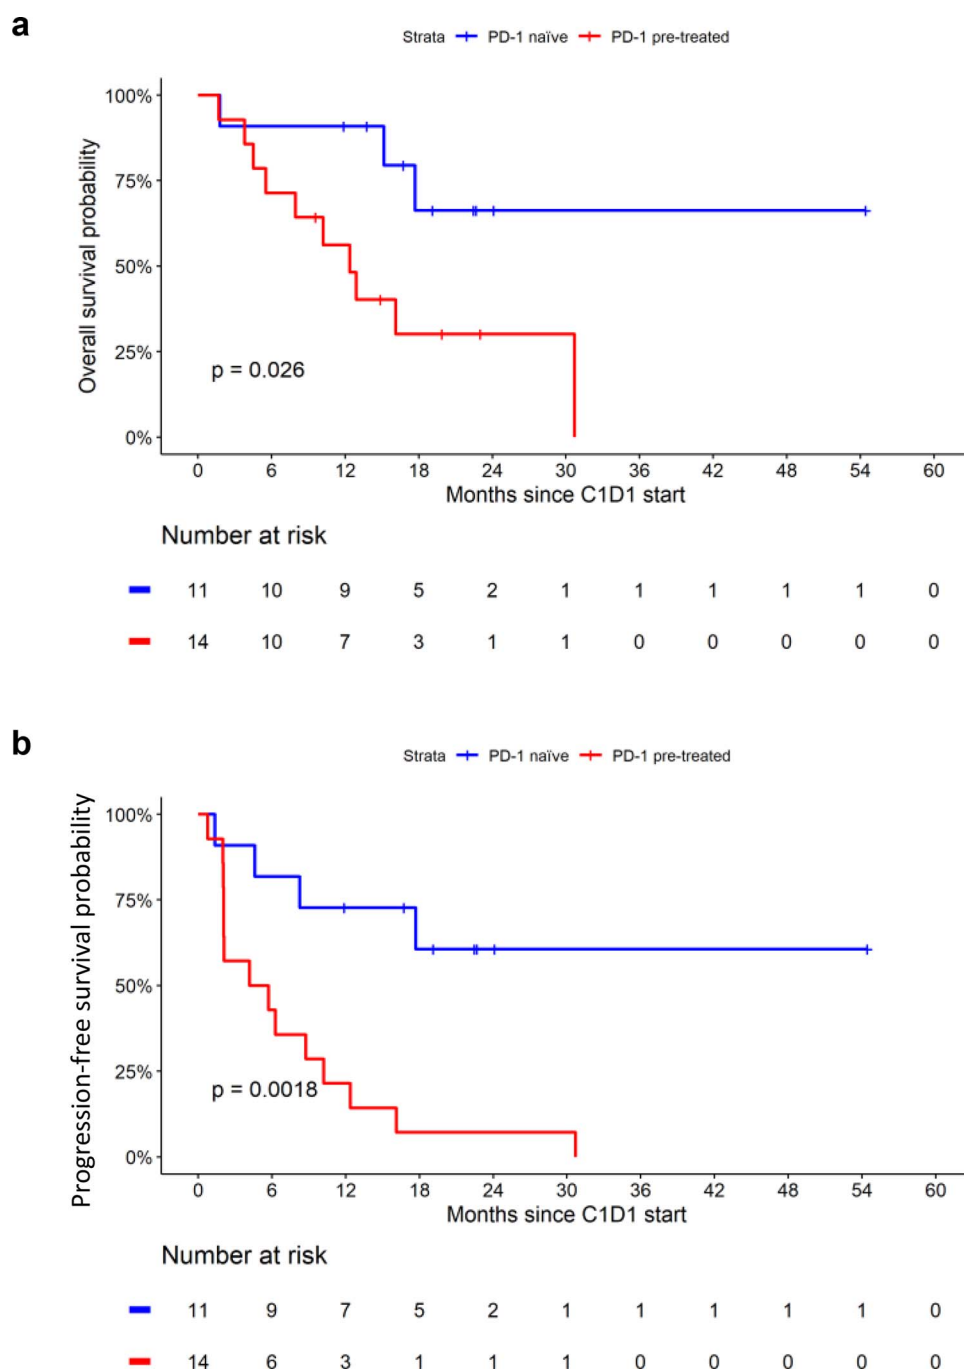 a
Strata PD-1 naïve PD-1 pre-treated
Overall survival probability
100%
75%
50%
25%
0%
p = 0.026
0 6 12 18 24 30 36 42 48 54 60
Months since C1D1 start
Number at risk
11 10 9 5 2 1 1 1 1 1 0
14 10 7 3 1 1 0 0 0 0 0
b
Strata PD-1 naïve PD-1 pre-treated
Progression-free survival probability
100%
75%
50%
25%
0%
p = 0.0018
0 6 12 18 24 30 36 42 48 54 60
Months since C1D1 start
Number at risk
11 9 7 5 2 1 1 1 1 1 0
14 6 3 1 1 1 0 0 0 0 0